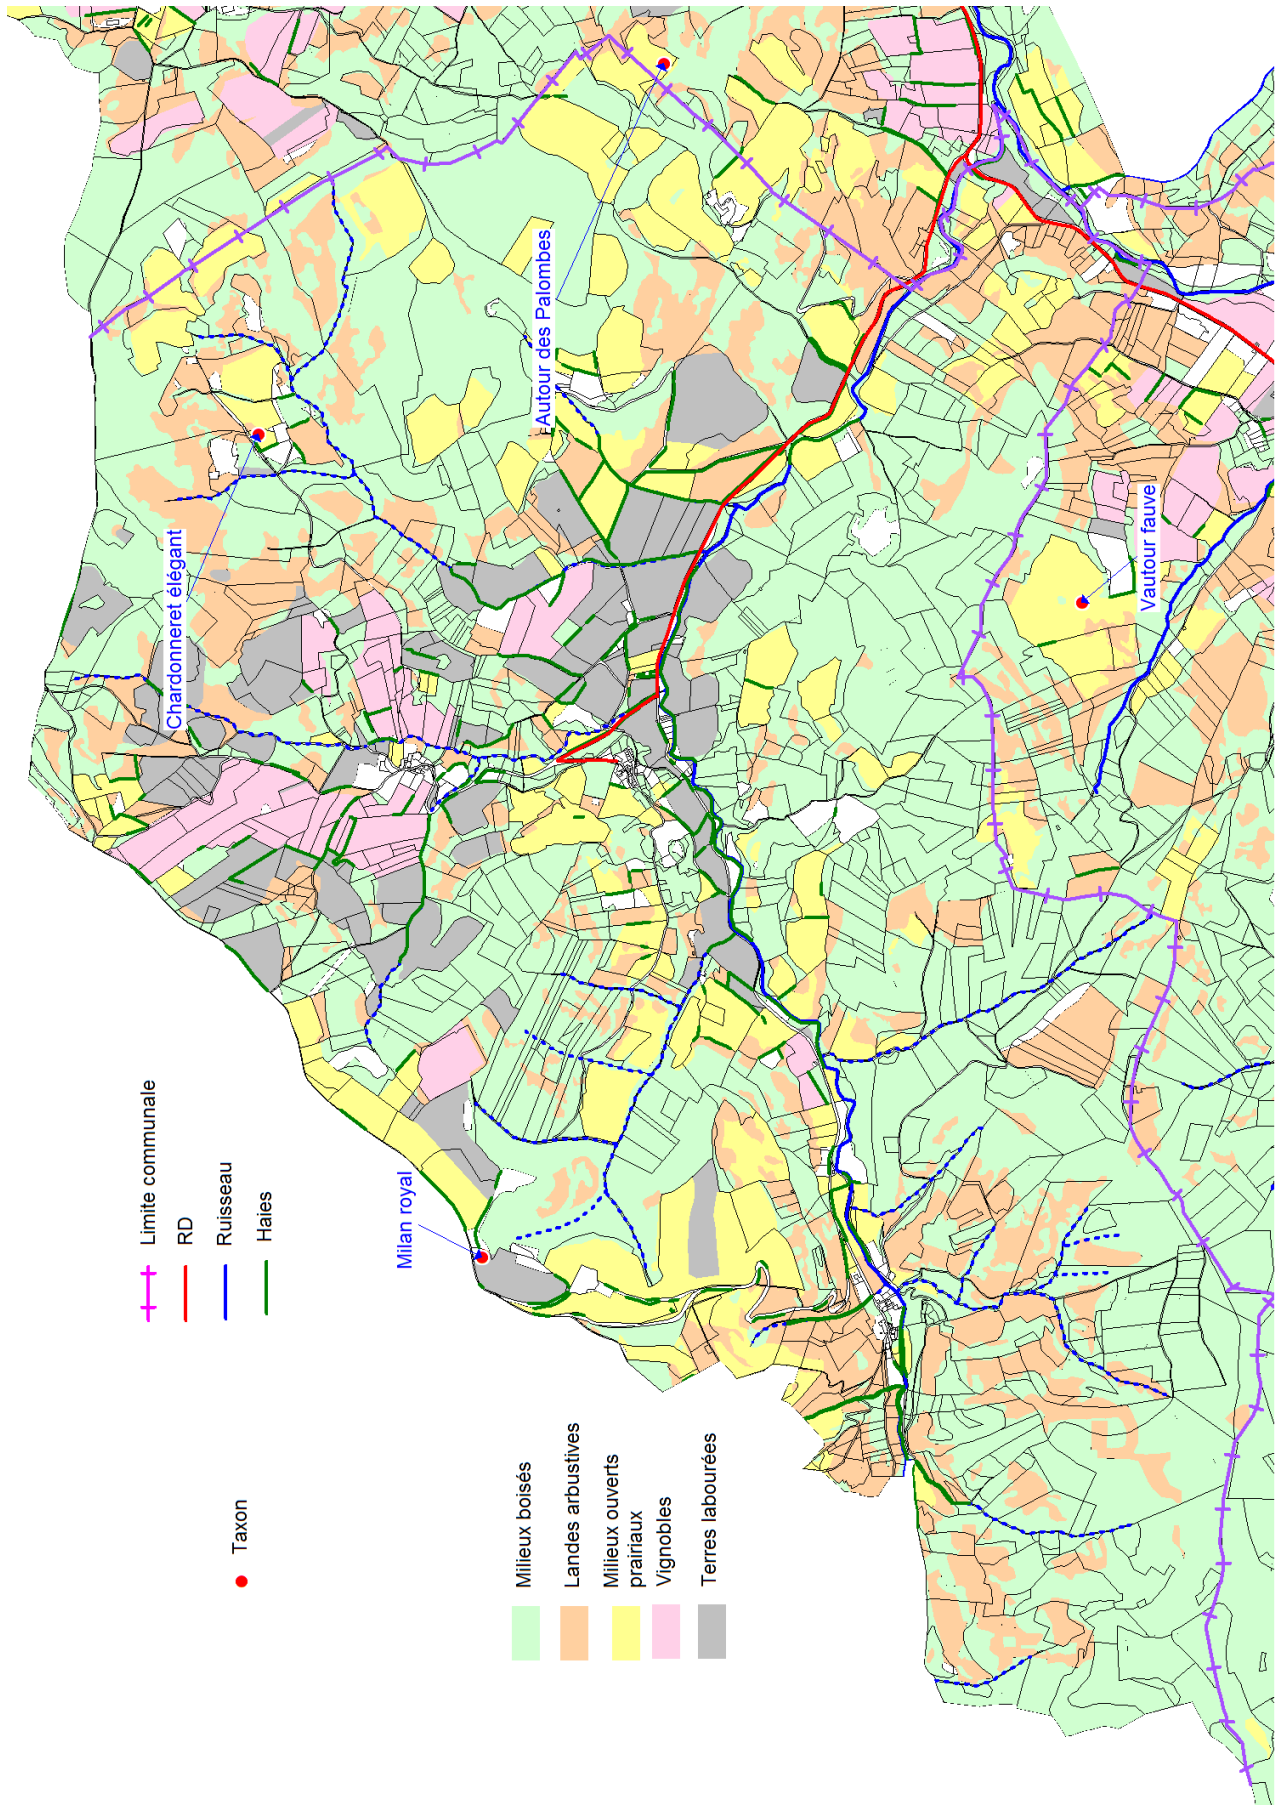 Limite communale
RD
Ruisseau
Haies
Taxon
Milieux boisés
Landes arbustives
Milieux ouverts
prairiaux
Vignobles
Terres labourées
Milan royal
Chardonneret élégant
Autour des Palombes
Vautour fauve